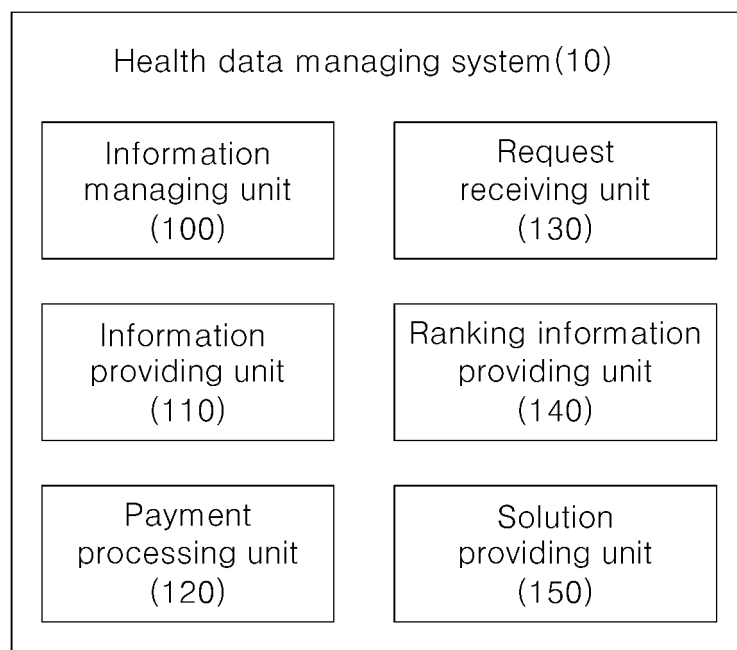 Health data managing system(10)
Information
managing unit
(100)
Request
receiving unit
(130)
Information
providing unit
(110)
Ranking information
providing unit
(140)
Payment
processing unit
(120)
Solution
providing unit
(150)